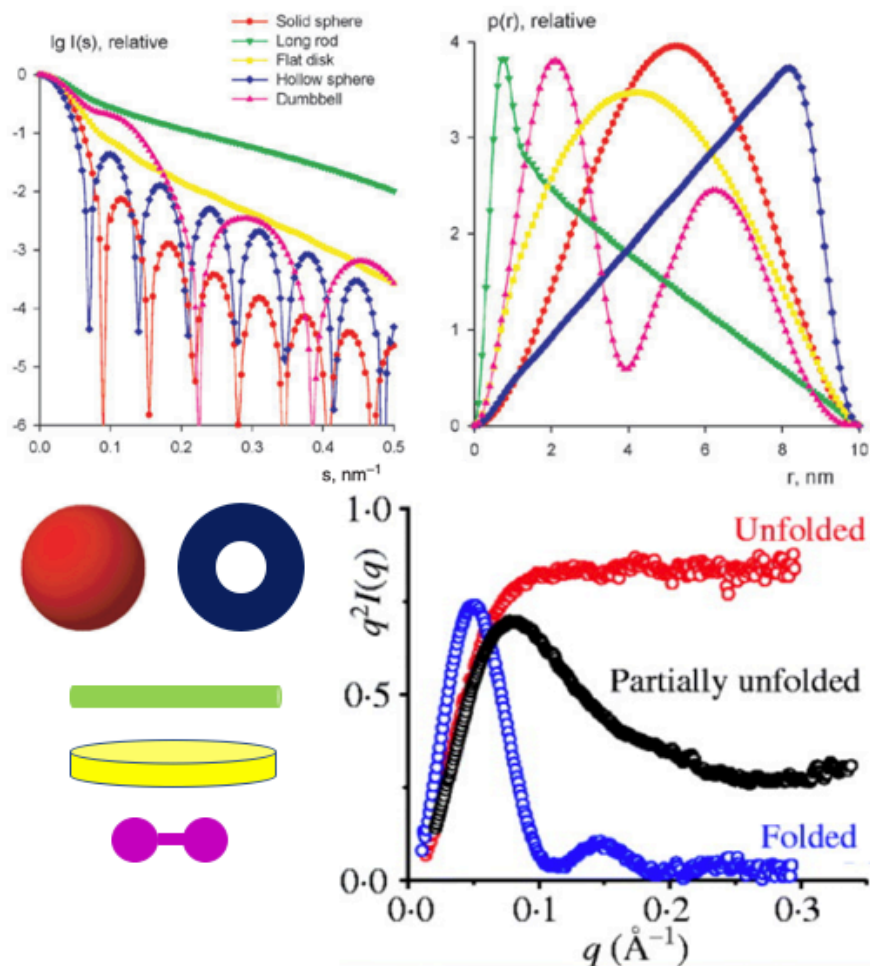 lg I(s), relative
Solid sphere
Long rod
Flat disk
Hollow sphere
Dumbbell
0
-1
-2
-3
-4
-5
-6
0.0 0.1 0.2 0.3 0.4 0.5
s, nm⁻¹
p(r), relative
4
3
2
1
0
0 2 4 6 8 10
r, nm
1·0
Unfolded
q²I(q)
Partially unfolded
0·5
Folded
0·0
0·0 0·1 0·2 0·3
q (Å⁻¹)